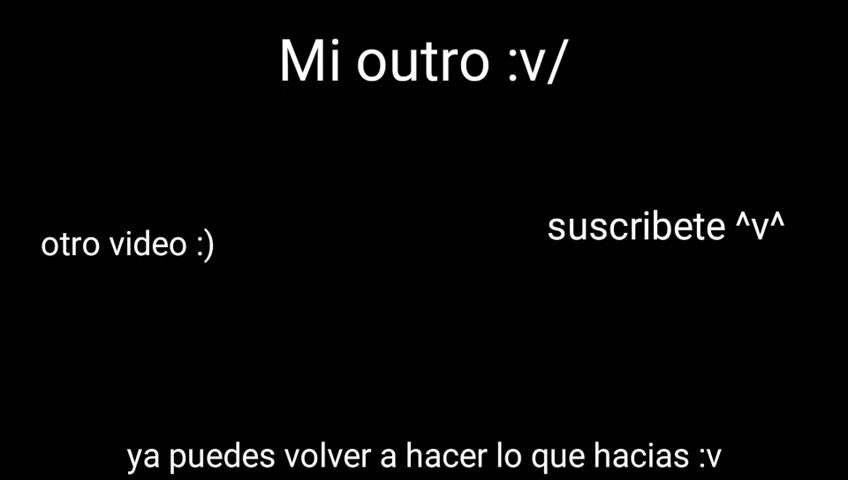 Mi outro :v/
suscribete ^v^
otro video :)
ya puedes volver a hacer lo que hacias :v